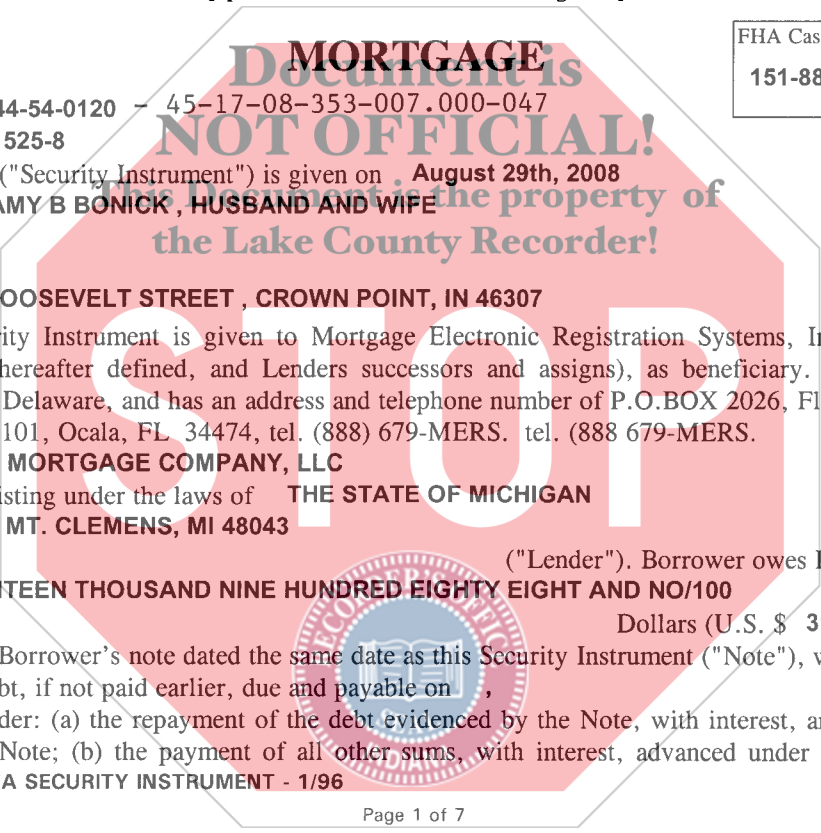 MORTGAGE
FHA Cas
151-88
44-54-0120 - 45-17-08-353-007.000-047
525-8
("Security Instrument") is given on August 29th, 2008
AMY B BONICK , HUSBAND AND WIFE
Document is
NOT OFFICIAL!
This Document is the property of
the Lake County Recorder!
OOSEVELT STREET , CROWN POINT, IN 46307
STOP
rity Instrument is given to Mortgage Electronic Registration Systems, In
hereafter defined, and Lenders successors and assigns), as beneficiary.
Delaware, and has an address and telephone number of P.O.BOX 2026, Fl
101, Ocala, FL 34474, tel. (888) 679-MERS. tel. (888 679-MERS.
MORTGAGE COMPANY, LLC
isting under the laws of THE STATE OF MICHIGAN
MT. CLEMENS, MI 48043
("Lender"). Borrower owes
TEEN THOUSAND NINE HUNDRED EIGHTY EIGHT AND NO/100
Dollars (U.S. $ 3
Borrower's note dated the same date as this Security Instrument ("Note"), w
bt, if not paid earlier, due and payable on ,
der: (a) the repayment of the debt evidenced by the Note, with interest, an
Note; (b) the payment of all other sums, with interest, advanced under
A SECURITY INSTRUMENT - 1/96
Page 1 of 7